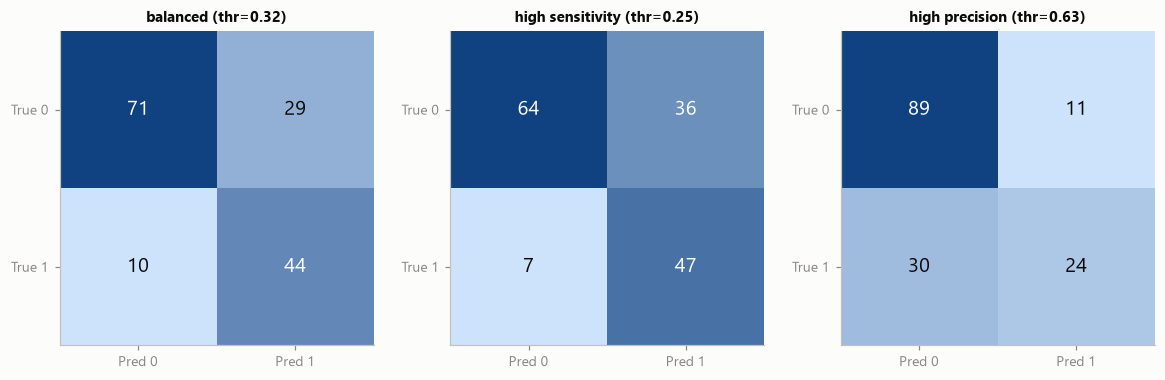 balanced (thr=0.32)
True 0
71
29
True 1
10
44
Pred 0
Pred 1
high sensitivity (thr=0.25)
True 0
64
36
True 1
7
47
Pred 0
Pred 1
high precision (thr=0.63)
True 0
89
11
True 1
30
24
Pred 0
Pred 1